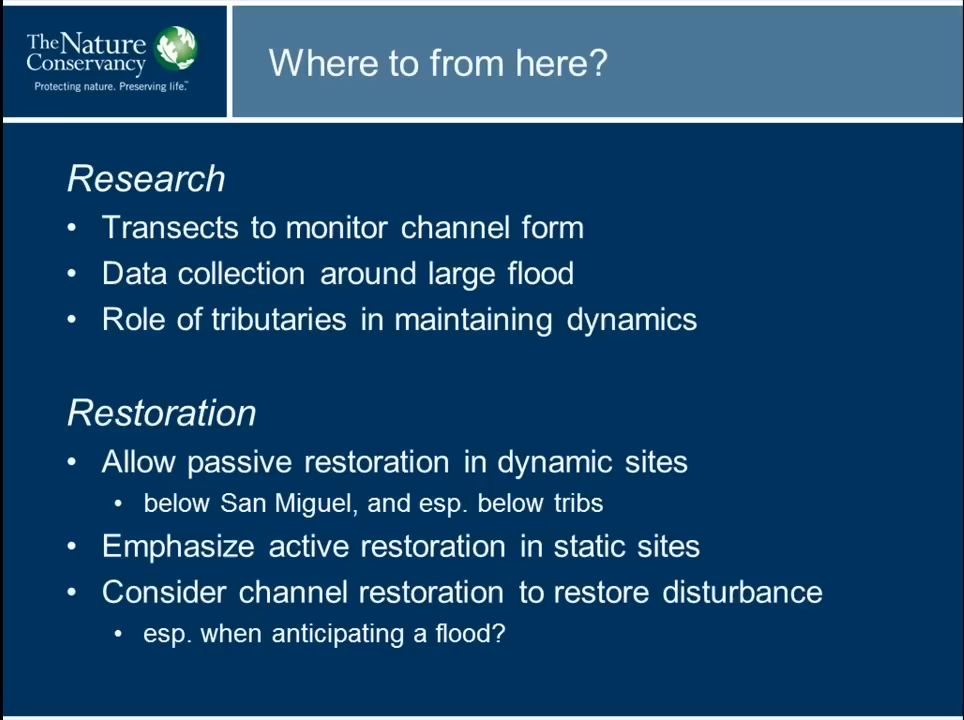 The Nature
Conservancy
Protecting nature. Preserving life.™
Where to from here?
Research
• Transects to monitor channel form
• Data collection around large flood
• Role of tributaries in maintaining dynamics
Restoration
• Allow passive restoration in dynamic sites
• below San Miguel, and esp. below tribs
• Emphasize active restoration in static sites
• Consider channel restoration to restore disturbance
• esp. when anticipating a flood?